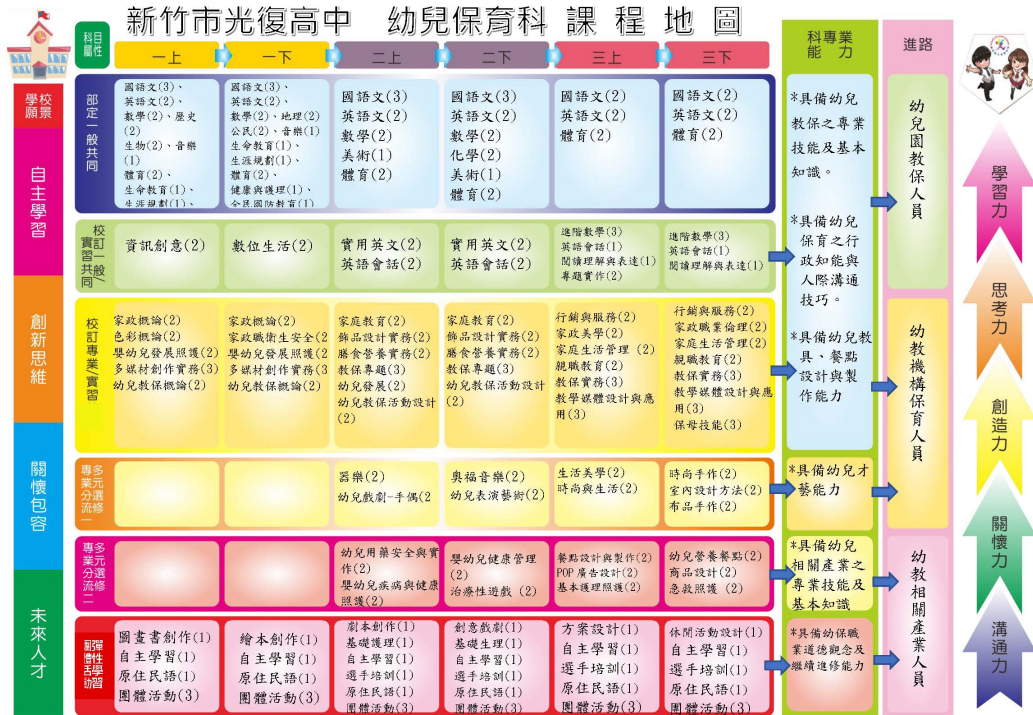 新竹市光復高中 幼兒保育科 課程地圖
科目
屬性
一上
一下
二上
二下
三上
三下
科專業
能力
進路
學校
願景
自主學習
創新思維
關懷包容
未來人才
部定一般共同
國語文(3)、
英語文(2)、
數學(2)、歷史
(2)
生物(2)、音樂
(1)
體育(2)、
生命教育(1)、
生涯規劃(1)、
國語文(3)、
英語文(2)、
數學(2)、地理(2)
公民(2)、音樂(1)
生命教育(1)、
生涯規劃(1)、
體育(2)、
健康與護理(1)、
全民國防教育(1)、
國語文(3)
英語文(2)
數學(2)
美術(1)
體育(2)
國語文(3)
英語文(2)
數學(2)
化學(2)
美術(1)
體育(2)
國語文(2)
英語文(2)
體育(2)
國語文(2)
英語文(2)
體育(2)
校訂一般/
實習共同
資訊創意(2)
數位生活(2)
實用英文(2)
英語會話(2)
實用英文(2)
英語會話(2)
進階數學(3)
英語會話(1)
閱讀理解與表達(1)
專題實作(2)
進階數學(3)
英語會話(1)
閱讀理解與表達(1)
校訂專業/實習
家政概論(2)
色彩概論(2)
嬰幼兒發展照護(2)
多媒材創作實務(3)
幼兒教保概論(2)
家政概論(2)
家政職衛生安全(2
嬰幼兒發展照護(2
多媒材創作實務(3
幼兒教保概論(2)
家庭教育(2)
飾品設計實務(2)
膳食營養實務(2)
教保專題(3)
幼兒發展(2)
幼兒教保活動設計
(2)
家庭教育(2)
飾品設計實務(2)
膳食營養實務(2)
教保專題(3)
幼兒教保活動設計
(2)
行銷與服務(2)
家政美學(2)
家庭生活管理 (2)
親職教育(2)
教保實務(3)
教學媒體設計與應
用(3)
行銷與服務(2)
家政職業倫理(2)
家庭生活管理(2)
親職教育(2)
教保實務(3)
教學媒體設計與應
用(3)
保母技能(3)
多元選修
專業分流一
器樂(2)
幼兒戲劇-手偶(2
奧福音樂(2)
幼兒表演藝術(2)
生活美學(2)
時尚與生活(2)
時尚手作(2)
室內設計方法(2)
布品手作(2)
多元選修
專業分流二
幼兒用藥安全與實
作(2)
嬰幼兒疾病與健康
照護(2)
嬰幼兒健康管理
(2)
治療性遊戲 (2)
餐點設計與製作(2)
POP 廣告設計(2)
基本護理照護(2)
幼兒營養餐點(2)
商品設計(2)
急救照護 (2)
彈性學習
團體活動
圖畫書創作(1)
自主學習(1)
原住民語(1)
團體活動(3)
繪本創作(1)
自主學習(1)
原住民語(1)
團體活動(3)
劇本創作(1)
基礎護理(1)
自主學習(1)
選手培訓(1)
原住民語(1)
團體活動(3)
創意戲劇(1)
基礎生理(1)
自主學習(1)
選手培訓(1)
原住民語(1)
團體活動(3)
方案設計(1)
自主學習(1)
選手培訓(1)
原住民語(1)
團體活動(3)
休閒活動設計(1)
自主學習(1)
選手培訓(1)
原住民語(1)
團體活動(3)
*具備幼兒
教保之專業
技能及基本
知識。
*具備幼兒
保育之行
政知能與
人際溝通
技巧。
*具備幼兒教
具、餐點
設計與製
作能力
*具備幼兒才
藝能力
*具備幼兒
相關產業之
專業技能及
基本知識
*具備幼保職
業道德觀念及
繼續進修能力
幼兒園教保人員
幼教機構保育人員
幼教相關產業人員
學習力
思考力
創造力
關懷力
溝通力